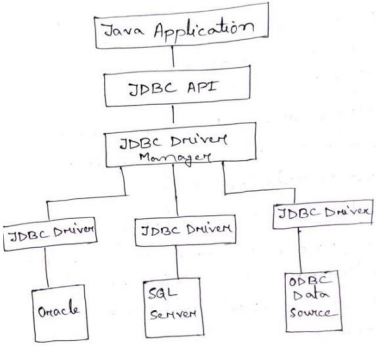 Java Application
JDBC API
JDBC Driver
Manager
JDBC Driver
JDBC Driver
JDBC Driver
Oracle
SQL
Server
ODBC
Data
Source